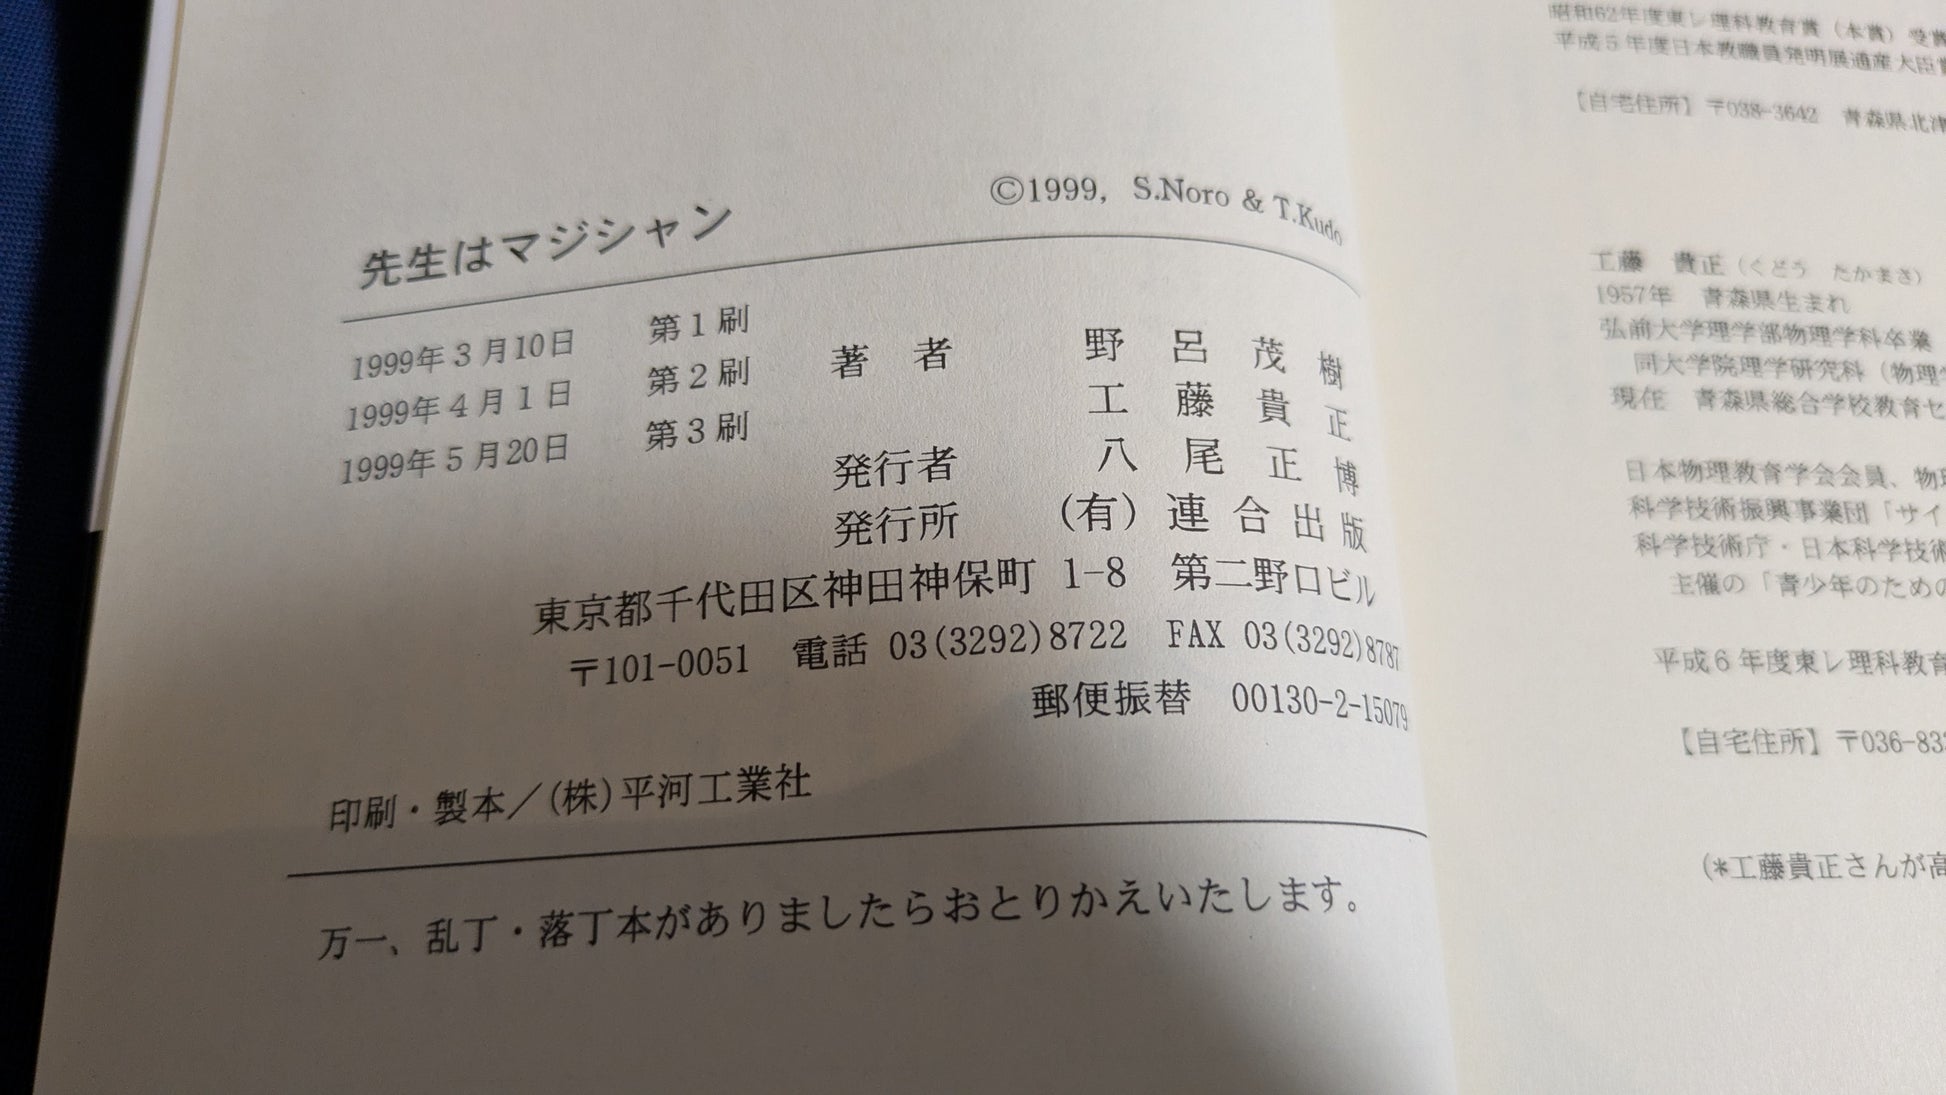 先生はマジシャン
©1999, S.Noro & T.Kudo
1999年3月10日 第1刷
1999年4月1日 第2刷
1999年5月20日 第3刷
著者 野呂茂樹
工藤貴正
発行者 八尾正博
発行所 (有)連合出版
東京都千代田区神田神保町 1-8 第二野口ビル
〒101-0051 電話 03(3292)8722 FAX 03(3292)8787
郵便振替 00130-2-15079
印刷・製本／(株)平河工業社
万一、乱丁・落丁本がありましたらおとりかえいたします。
昭和62年度東レ理科教育賞（本賞）受賞
平成5年度日本教職員発明展通産大臣賞
【自宅住所】〒038-3642 青森県北津
工藤 貴正（くどう たかまさ）
1957年 青森県生まれ
弘前大学理学部物理学科卒業
同大学院理学研究科（物理学
現在 青森県総合学校教育セ
日本物理教育学会会員、物理
科学技術振興事業団「サイ
科学技術庁・日本科学技術
主催の「青少年のための
平成6年度東レ理科教育
【自宅住所】〒036-833
(*工藤貴正さんが高